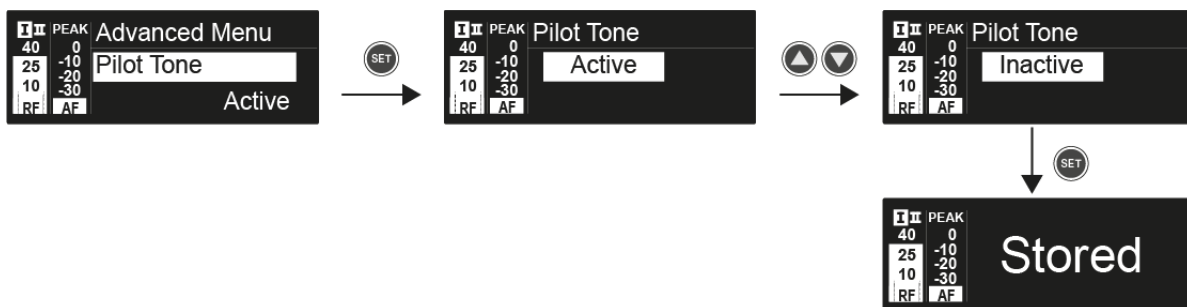 I II PEAK Advanced Menu
40 0
25 -10 Pilot Tone
-20
10 -30
RF AF Active
SET
I II PEAK Pilot Tone
40 0
25 -10 Active
-20
10 -30
RF AF
I II PEAK Pilot Tone
40 0
25 -10 Inactive
-20
10 -30
RF AF
SET
I II PEAK
40 0
25 -10 Stored
-20
10 -30
RF AF